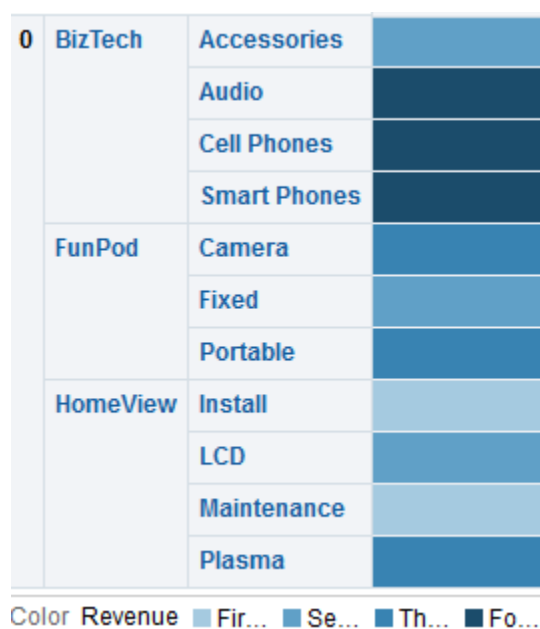 0 BizTech Accessories
Audio
Cell Phones
Smart Phones
FunPod Camera
Fixed
Portable
HomeView Install
LCD
Maintenance
Plasma
Color Revenue Fir... Se... Th... Fo...